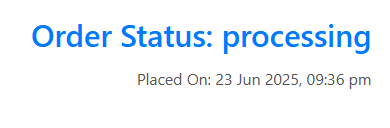 Order Status: processing
Placed On: 23 Jun 2025, 09:36 pm